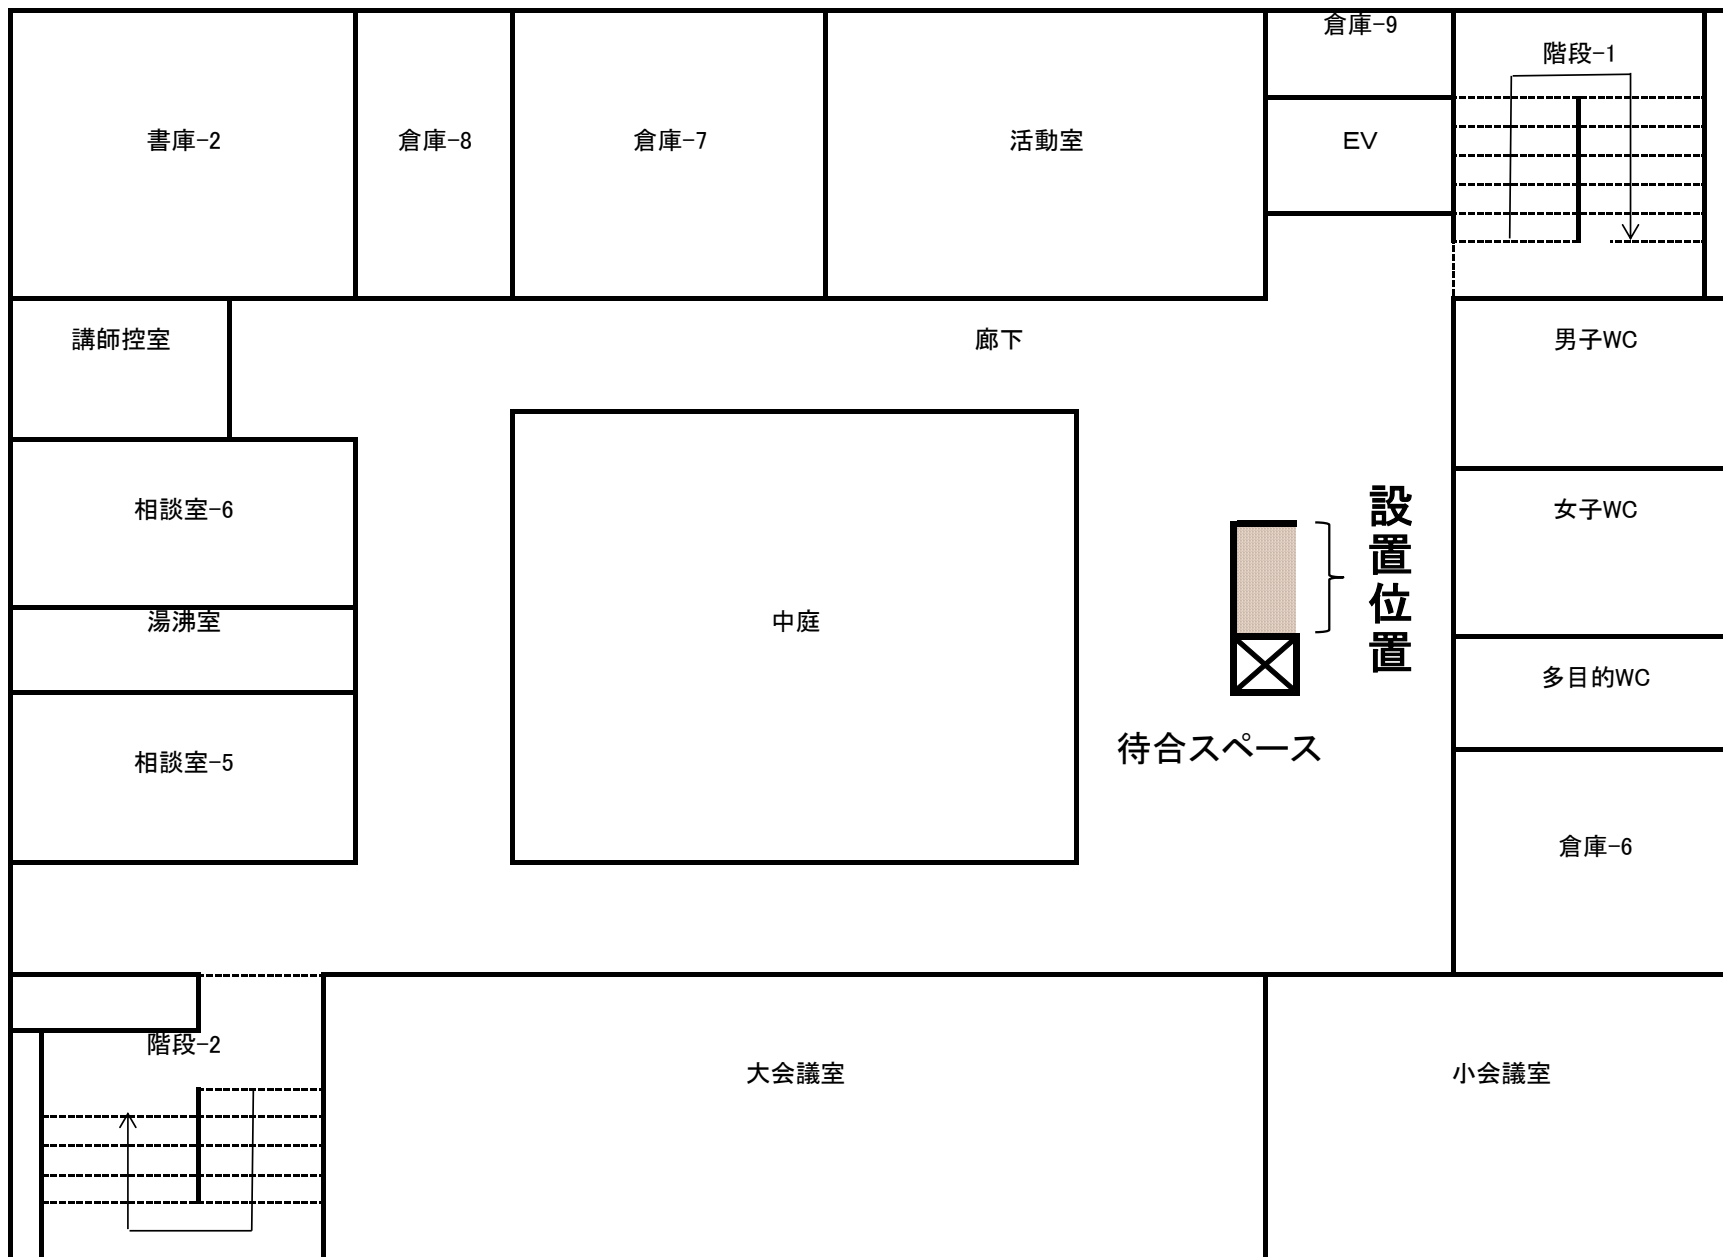 倉庫-9
階段-1
書庫-2
倉庫-8
倉庫-7
活動室
EV
講師控室
廊下
男子WC
相談室-6
設置位置
女子WC
湯沸室
中庭
多目的WC
待合スペース
相談室-5
倉庫-6
階段-2
大会議室
小会議室